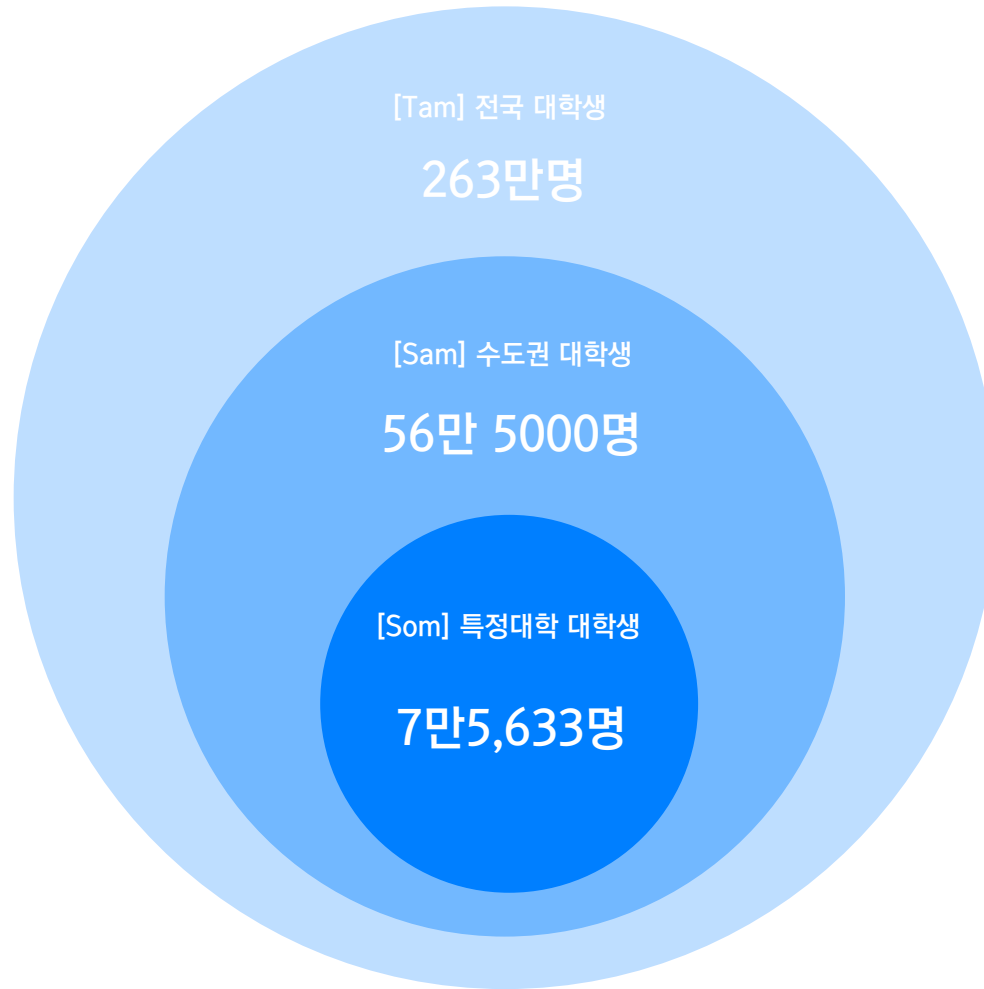 [Tam] 전국 대학생
263만명
[Sam] 수도권 대학생
56만 5000명
[Som] 특정대학 대학생
7만5,633명